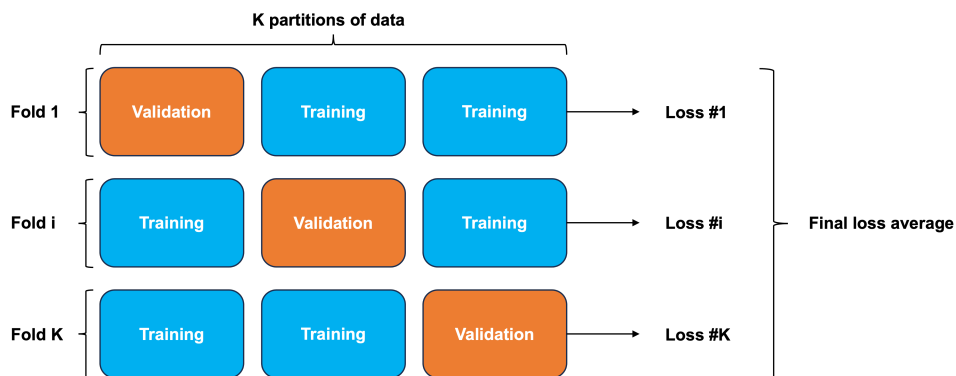 K partitions of data
Fold 1
Validation
Training
Training
Loss #1
Fold i
Training
Validation
Training
Loss #i
Final loss average
Fold K
Training
Training
Validation
Loss #K